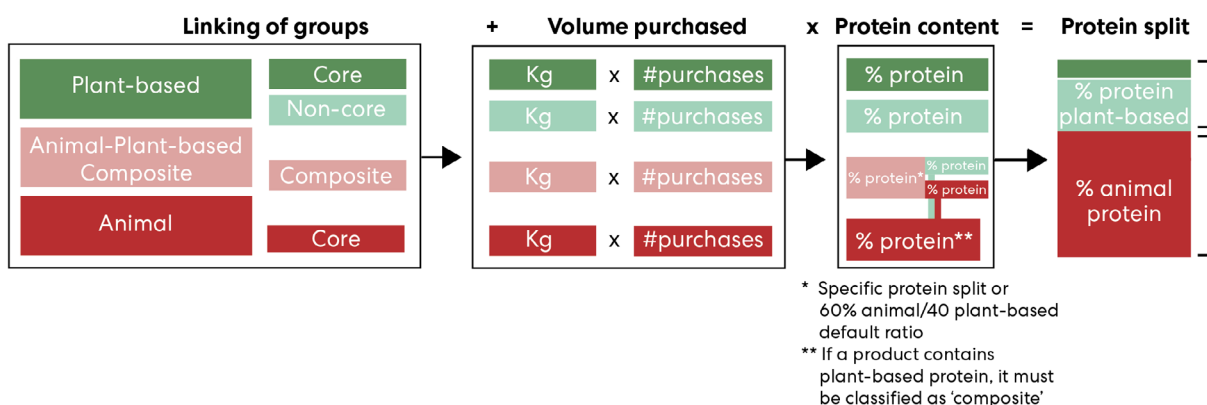 Linking of groups + Volume purchased x Protein content = Protein split
Plant-based
Core
Non-core
Animal-Plant-based
Composite
Composite
Animal
Core
Kg x #purchases
Kg x #purchases
Kg x #purchases
Kg x #purchases
% protein
% protein
% protein*
% protein
% protein
% protein**
% protein
plant-based
% animal
protein
* Specific protein split or
60% animal/40 plant-based
default ratio
** If a product contains
plant-based protein, it must
be classified as ‘composite’